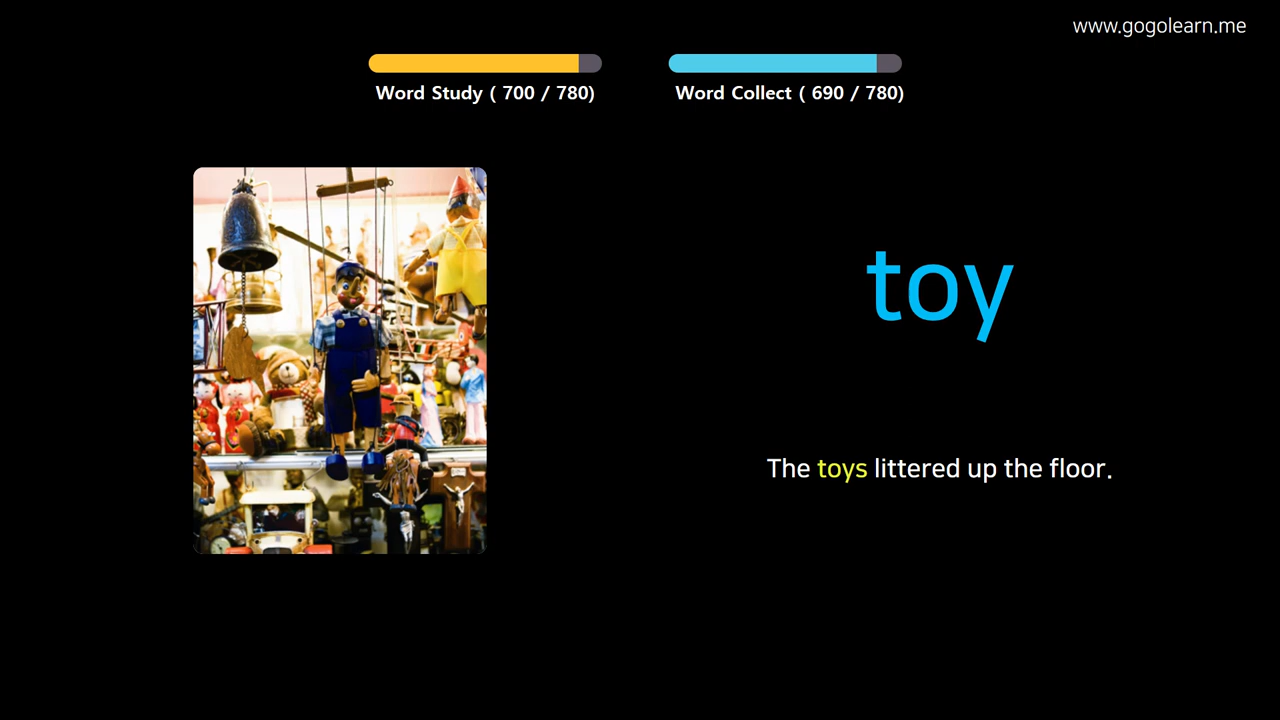 www.gogolearn.me
Word Study ( 700 / 780)
Word Collect ( 690 / 780)
toy
The toys littered up the floor.